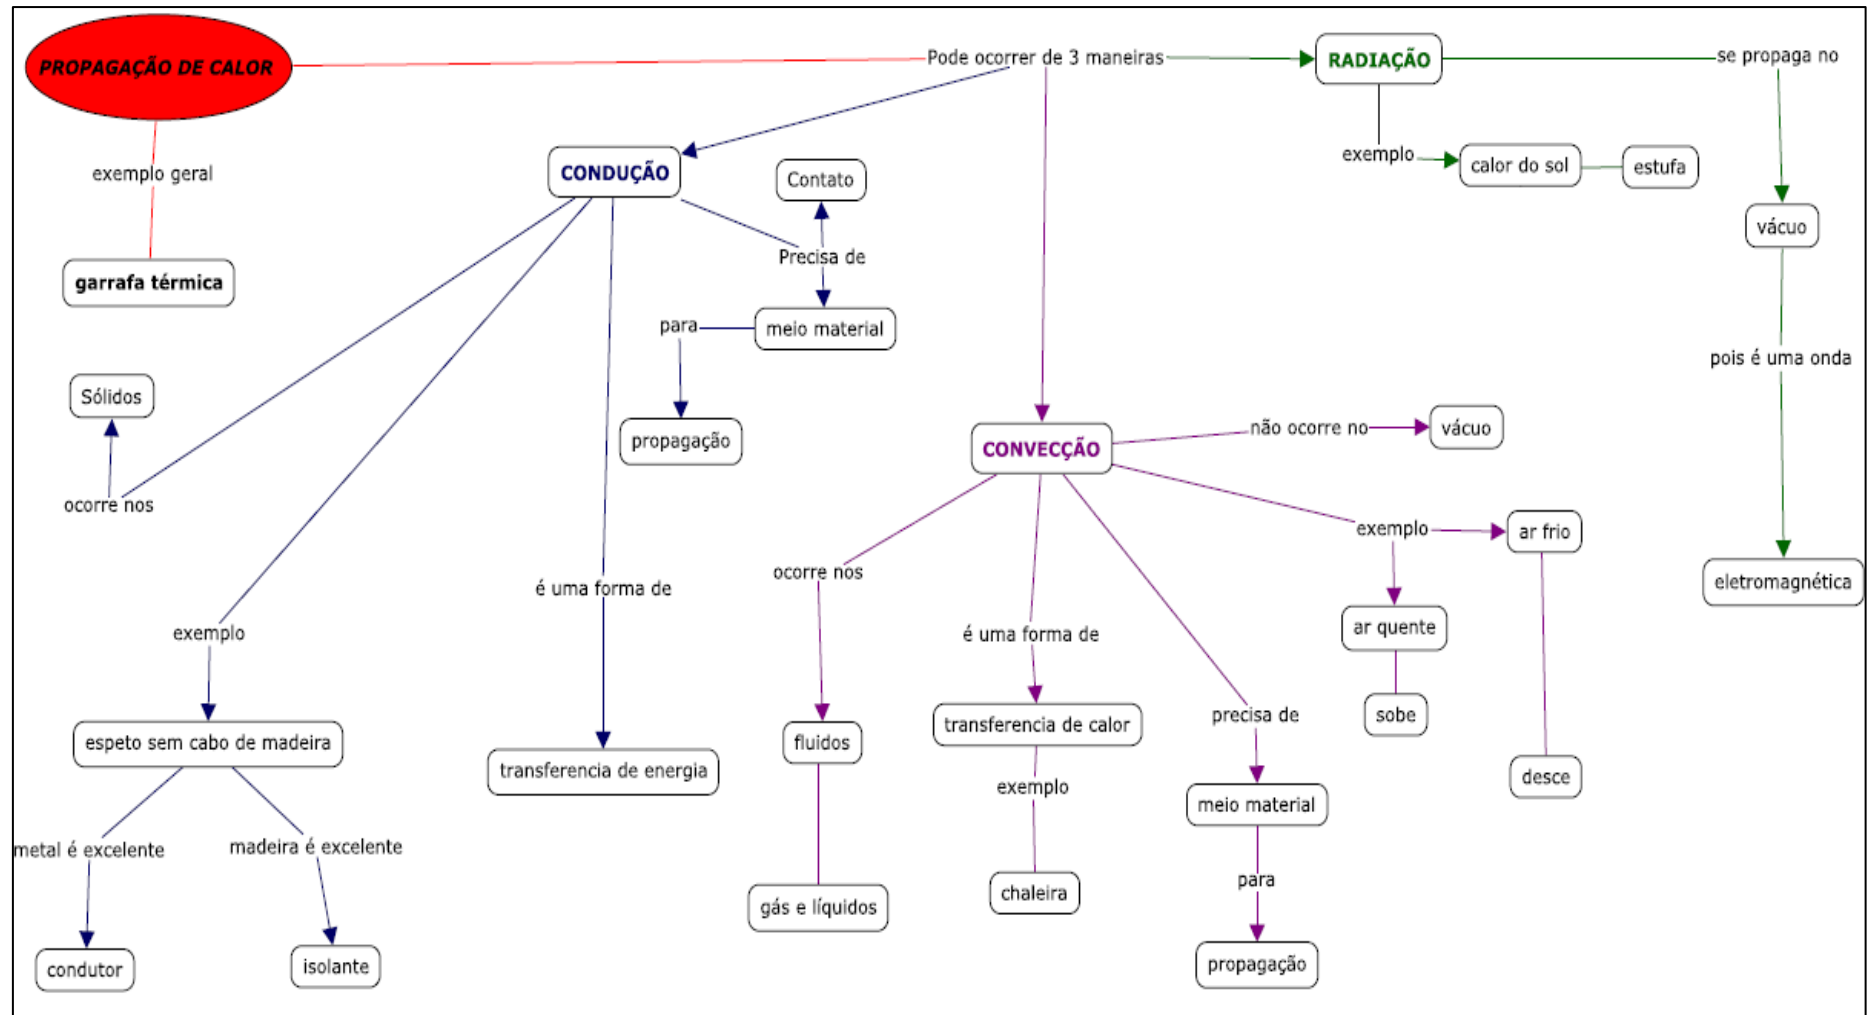 PROPAGAÇÃO DE CALOR
Pode ocorrer de 3 maneiras
RADIAÇÃO
se propaga no
exemplo
calor do sol
estufa
vácuo
pois é uma onda
eletromagnética
exemplo geral
garrafa térmica
CONDUÇÃO
Contato
Precisa de
meio material
para
propagação
Sólidos
ocorre nos
exemplo
espeto sem cabo de madeira
metal é excelente
madeira é excelente
condutor
isolante
é uma forma de
transferencia de energia
CONVECÇÃO
não ocorre no
vácuo
exemplo
ar frio
desce
ar quente
sobe
ocorre nos
fluidos
gás e líquidos
é uma forma de
transferencia de calor
exemplo
chaleira
precisa de
meio material
para
propagação